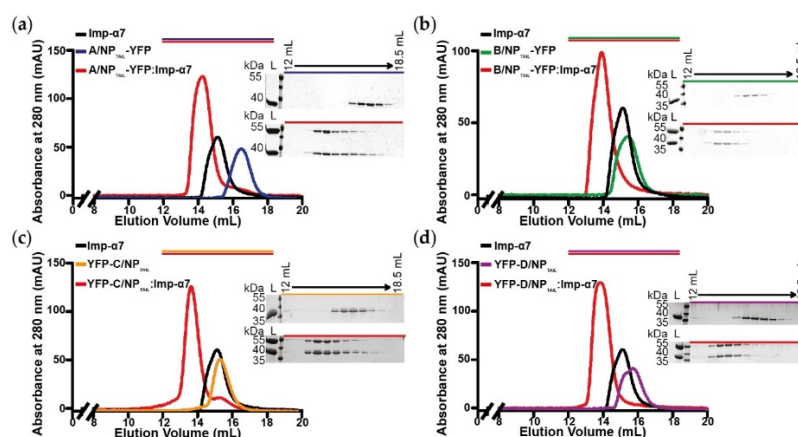 (a)
Imp-α7
A/NPTAIL-YFP
A/NPTAIL-YFP:Imp-α7
Absorbance at 280 nm (mAU)
150
100
50
0
0 8 10 12 14 16 18 20
Elution Volume (mL)
kDa L 12 mL 18.5 mL
55
40
55
40
(b)
Imp-α7
B/NPTAIL-YFP
B/NPTAIL-YFP:Imp-α7
Absorbance at 280 nm (mAU)
100
50
0
0 8 10 12 14 16 18 20
Elution Volume (mL)
kDa L 12 mL
55
40
35
55
40
35
(c)
Imp-α7
YFP-C/NPTAIL
YFP-C/NPTAIL:Imp-α7
Absorbance at 280 nm (mAU)
150
100
50
0
0 8 10 12 14 16 18 20
Elution Volume (mL)
kDa L 12 mL 18.5 mL
55
40
35
55
40
35
(d)
Imp-α7
YFP-D/NPTAIL
YFP-D/NPTAIL:Imp-α7
Absorbance at 280 nm (mAU)
150
100
50
0
0 8 10 12 14 16 18 20
Elution Volume (mL)
kDa L 12 mL
55
40
35
55
40
35